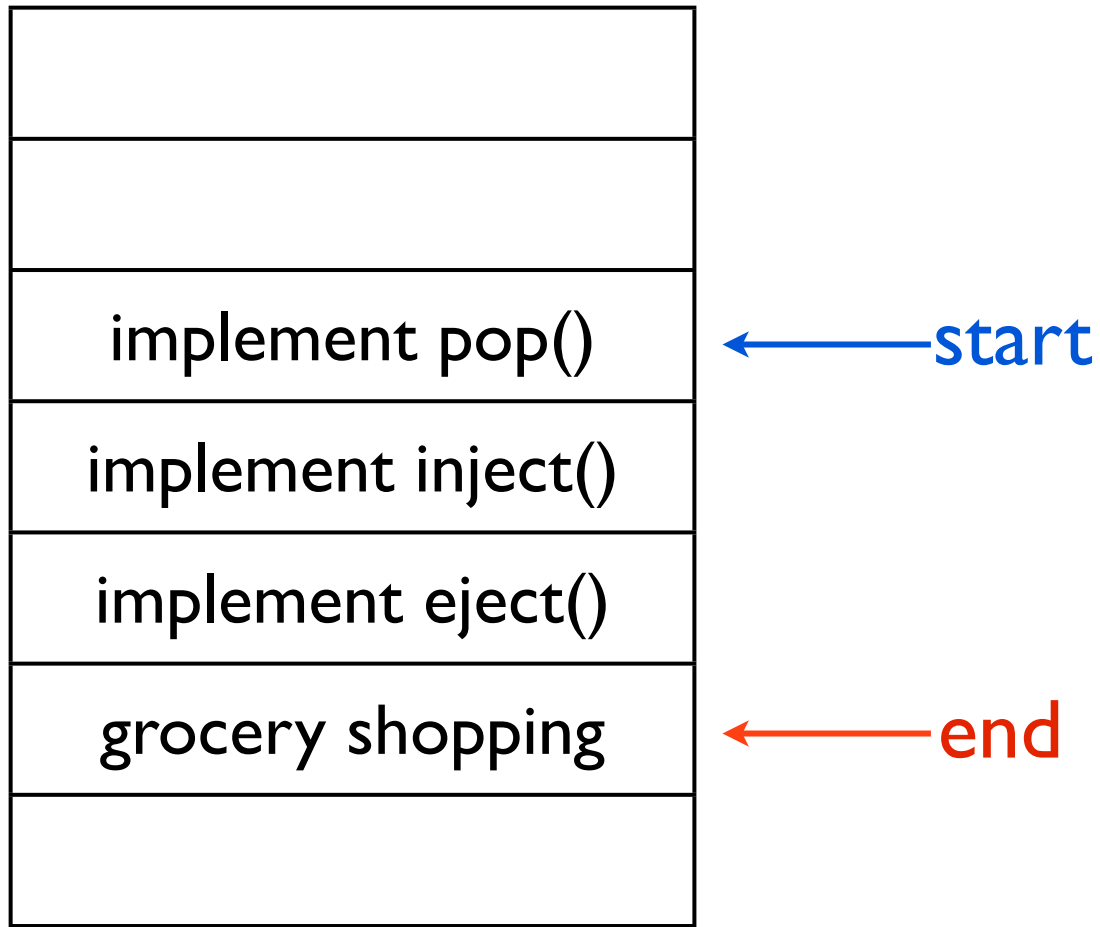 implement pop()
start
implement inject()
implement eject()
grocery shopping
end